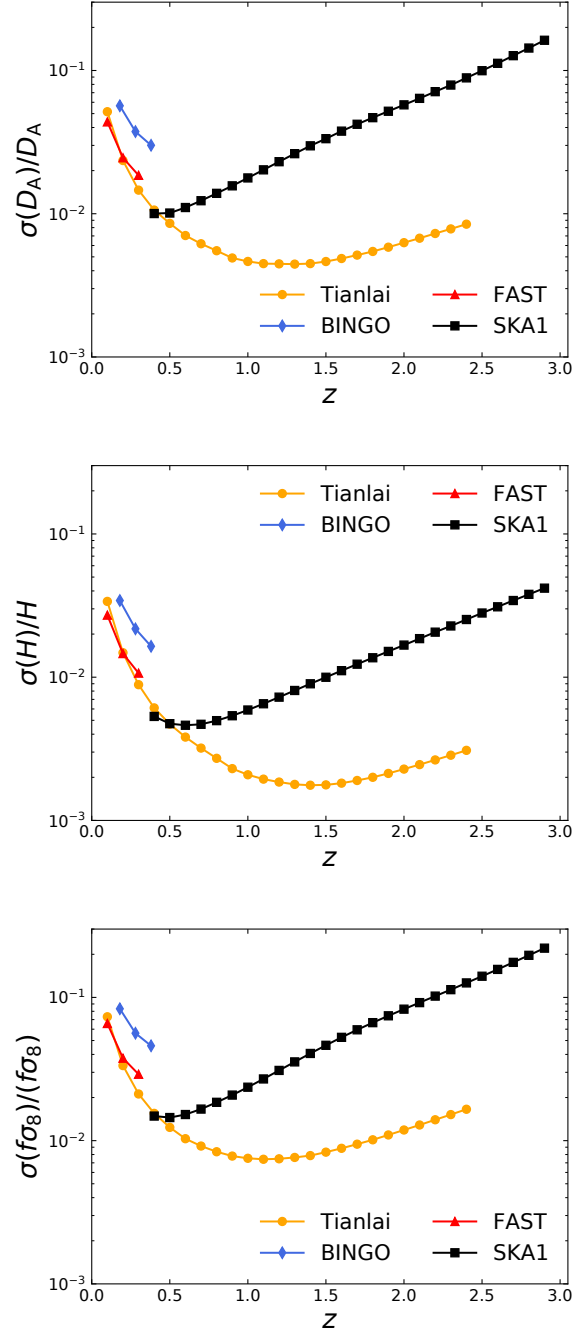 10⁻¹
10⁻²
10⁻³
σ(D_A)/D_A
Tianlai FAST
BINGO SKA1
0.0 0.5 1.0 1.5 2.0 2.5 3.0
z
10⁻¹
10⁻²
10⁻³
σ(H)/H
Tianlai FAST
BINGO SKA1
0.0 0.5 1.0 1.5 2.0 2.5 3.0
z
10⁻¹
10⁻²
10⁻³
σ(fσ₈)/(fσ₈)
Tianlai FAST
BINGO SKA1
0.0 0.5 1.0 1.5 2.0 2.5 3.0
z